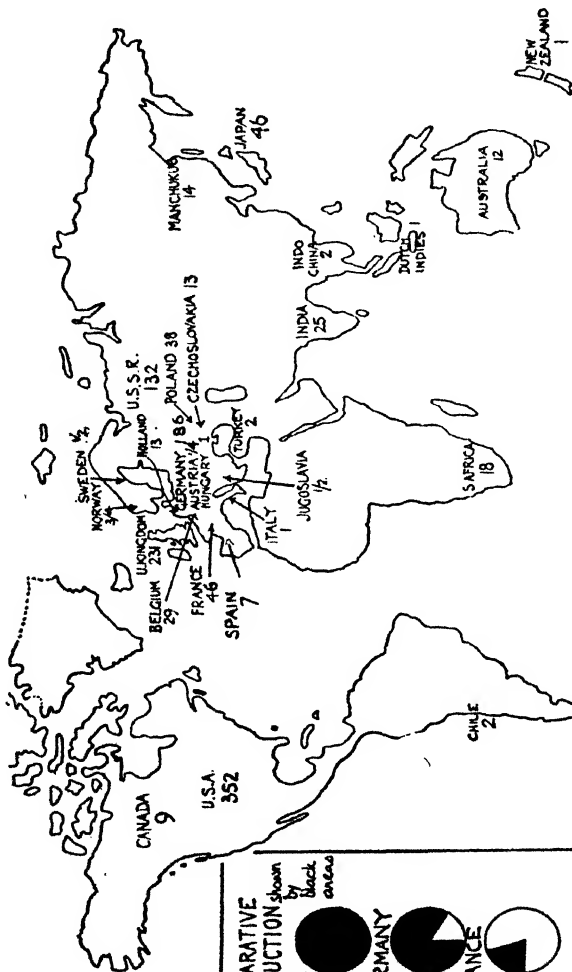 CANADA
9
U.S.A.
352
CHILE
2
NORWAY
3/4
SWEDEN ½
U.KINGDOM
231
HOLLAND
13
BELGIUM
29
FRANCE
46
SPAIN
7
GERMANY 186
AUSTRIA 1/4
HUNGARY 1
ITALY
1
JUGOSLAVIA
1/2
U.S.S.R.
132
POLAND 38
CZECHOSLOVAKIA 13
TURKEY
2
S.AFRICA
18
MANCHUKUO
14
JAPAN
46
INDIA
25
INDO
CHINA
2
DUTCH 1
INDIES
AUSTRALIA
12
NEW
ZEALAND
1
ARATIVE
UCTION shown
by
black
areas
RMANY
ANCE